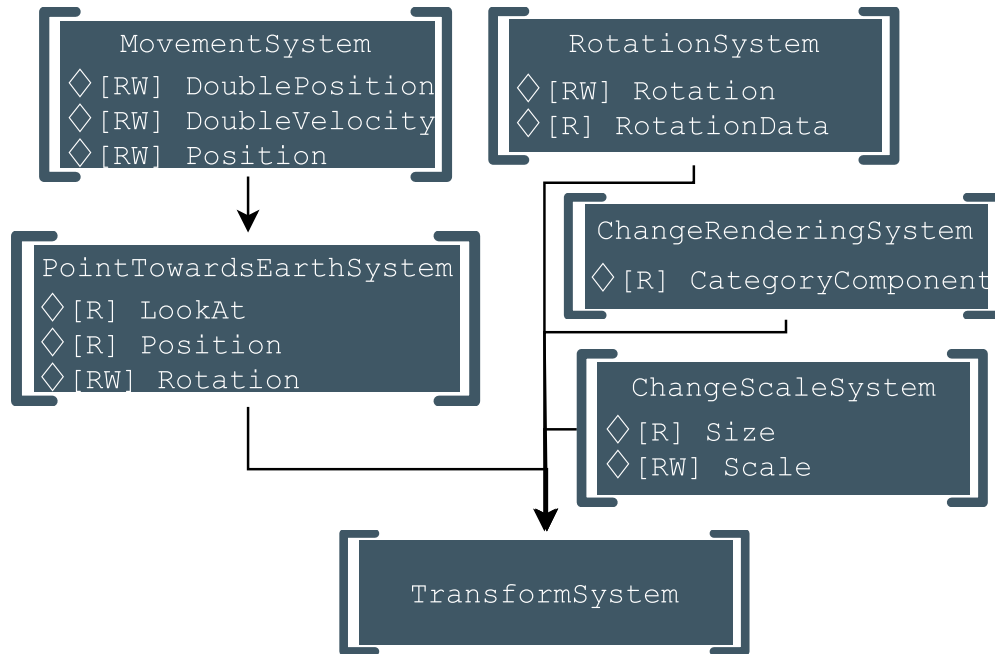 MovementSystem
[RW] DoublePosition
[RW] DoubleVelocity
[RW] Position
RotationSystem
[RW] Rotation
[R] RotationData
ChangeRenderingSystem
[R] CategoryComponent
PointTowardsEarthSystem
[R] LookAt
[R] Position
[RW] Rotation
ChangeScaleSystem
[R] Size
[RW] Scale
TransformSystem